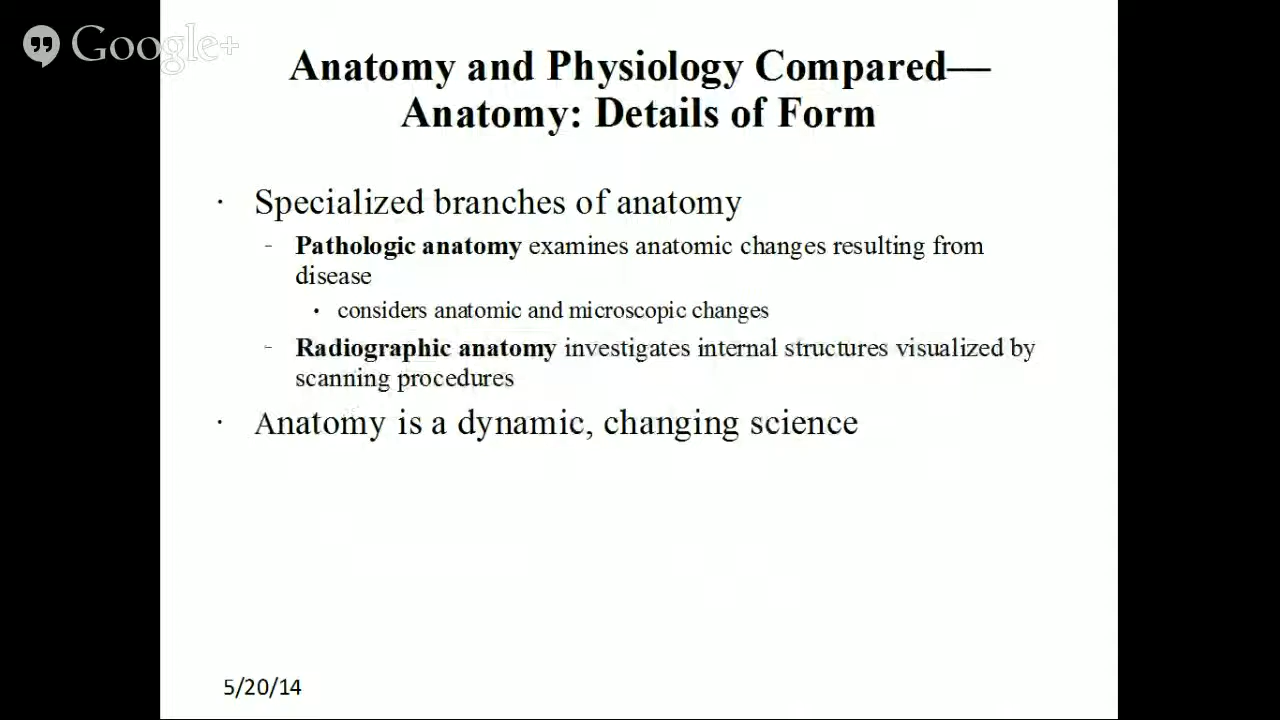 Google+
Anatomy and Physiology Compared—
Anatomy: Details of Form
· Specialized branches of anatomy
- Pathologic anatomy examines anatomic changes resulting from
disease
• considers anatomic and microscopic changes
- Radiographic anatomy investigates internal structures visualized by
scanning procedures
· Anatomy is a dynamic, changing science
5/20/14